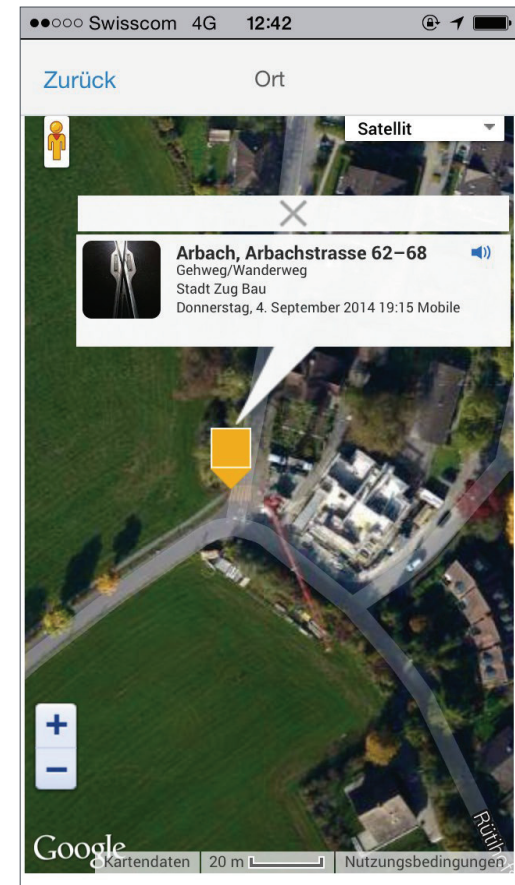 Swisscom 4G 12:42
Zurück Ort
Satellit
Arbach, Arbachstrasse 62–68
Gehweg/Wanderweg
Stadt Zug Bau
Donnerstag, 4. September 2014 19:15 Mobile
+
–
Google
Kartendaten 20 m Nutzungsbedingungen